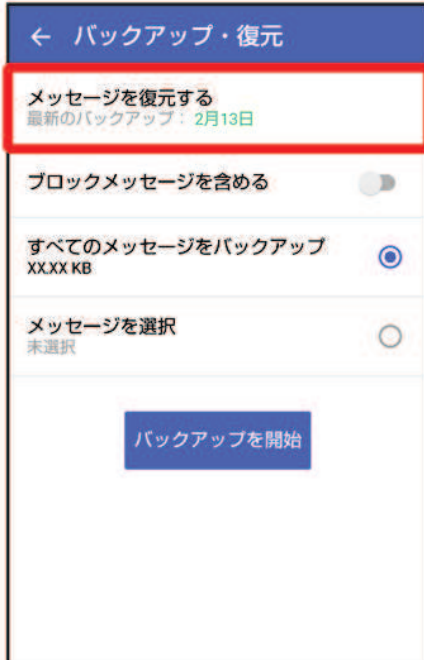 ← バックアップ・復元
メッセージを復元する
最新のバックアップ： 2月13日
ブロックメッセージを含める
すべてのメッセージをバックアップ
XX.XX KB
メッセージを選択
未選択
バックアップを開始